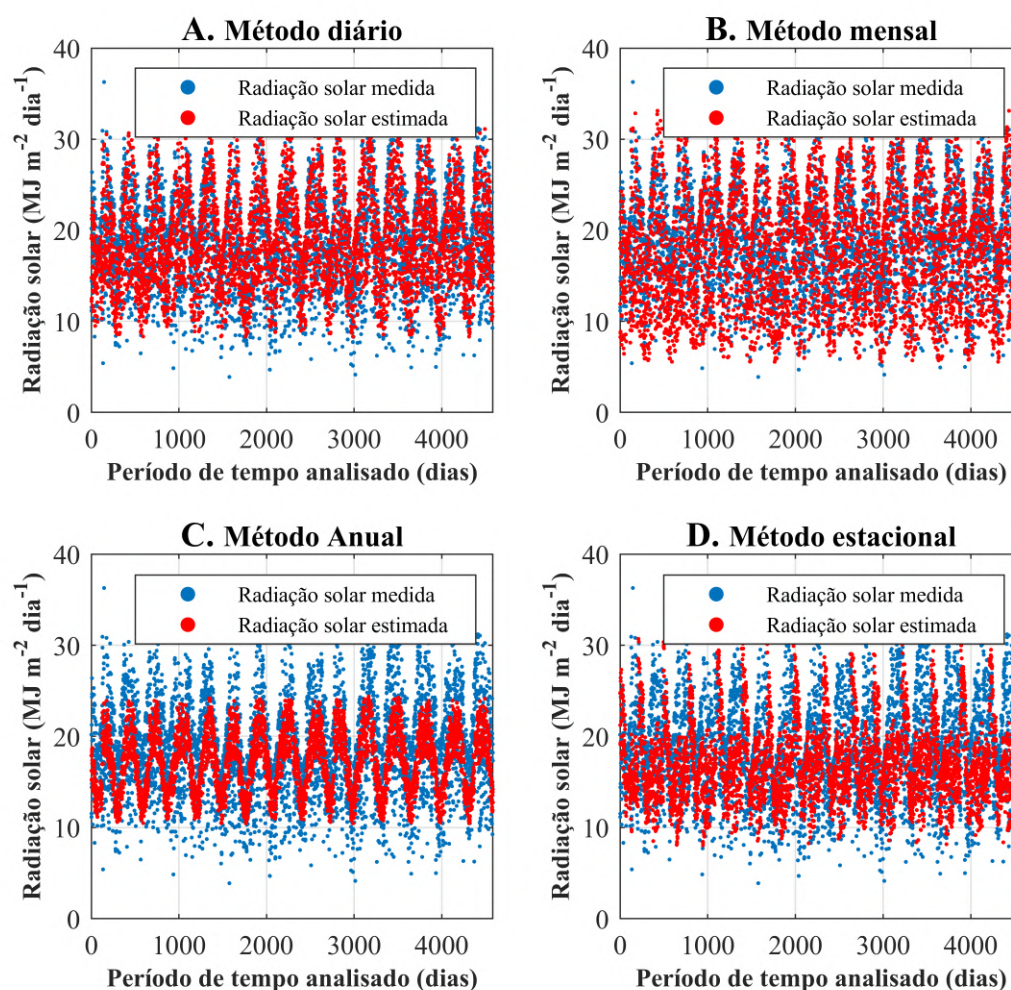 A. Método diário
40
30
20
10
0
Radiação solar (MJ m⁻² dia⁻¹)
Radiação solar medida
Radiação solar estimada
0 1000 2000 3000 4000
Período de tempo analisado (dias)
B. Método mensal
40
30
20
10
0
Radiação solar (MJ m⁻² dia⁻¹)
Radiação solar medida
Radiação solar estimada
0 1000 2000 3000 4000
Período de tempo analisado (dias)
C. Método Anual
40
30
20
10
0
Radiação solar (MJ m⁻² dia⁻¹)
Radiação solar medida
Radiação solar estimada
0 1000 2000 3000 4000
Período de tempo analisado (dias)
D. Método estacional
40
30
20
10
0
Radiação solar (MJ m⁻² dia⁻¹)
Radiação solar medida
Radiação solar estimada
0 1000 2000 3000 4000
Período de tempo analisado (dias)